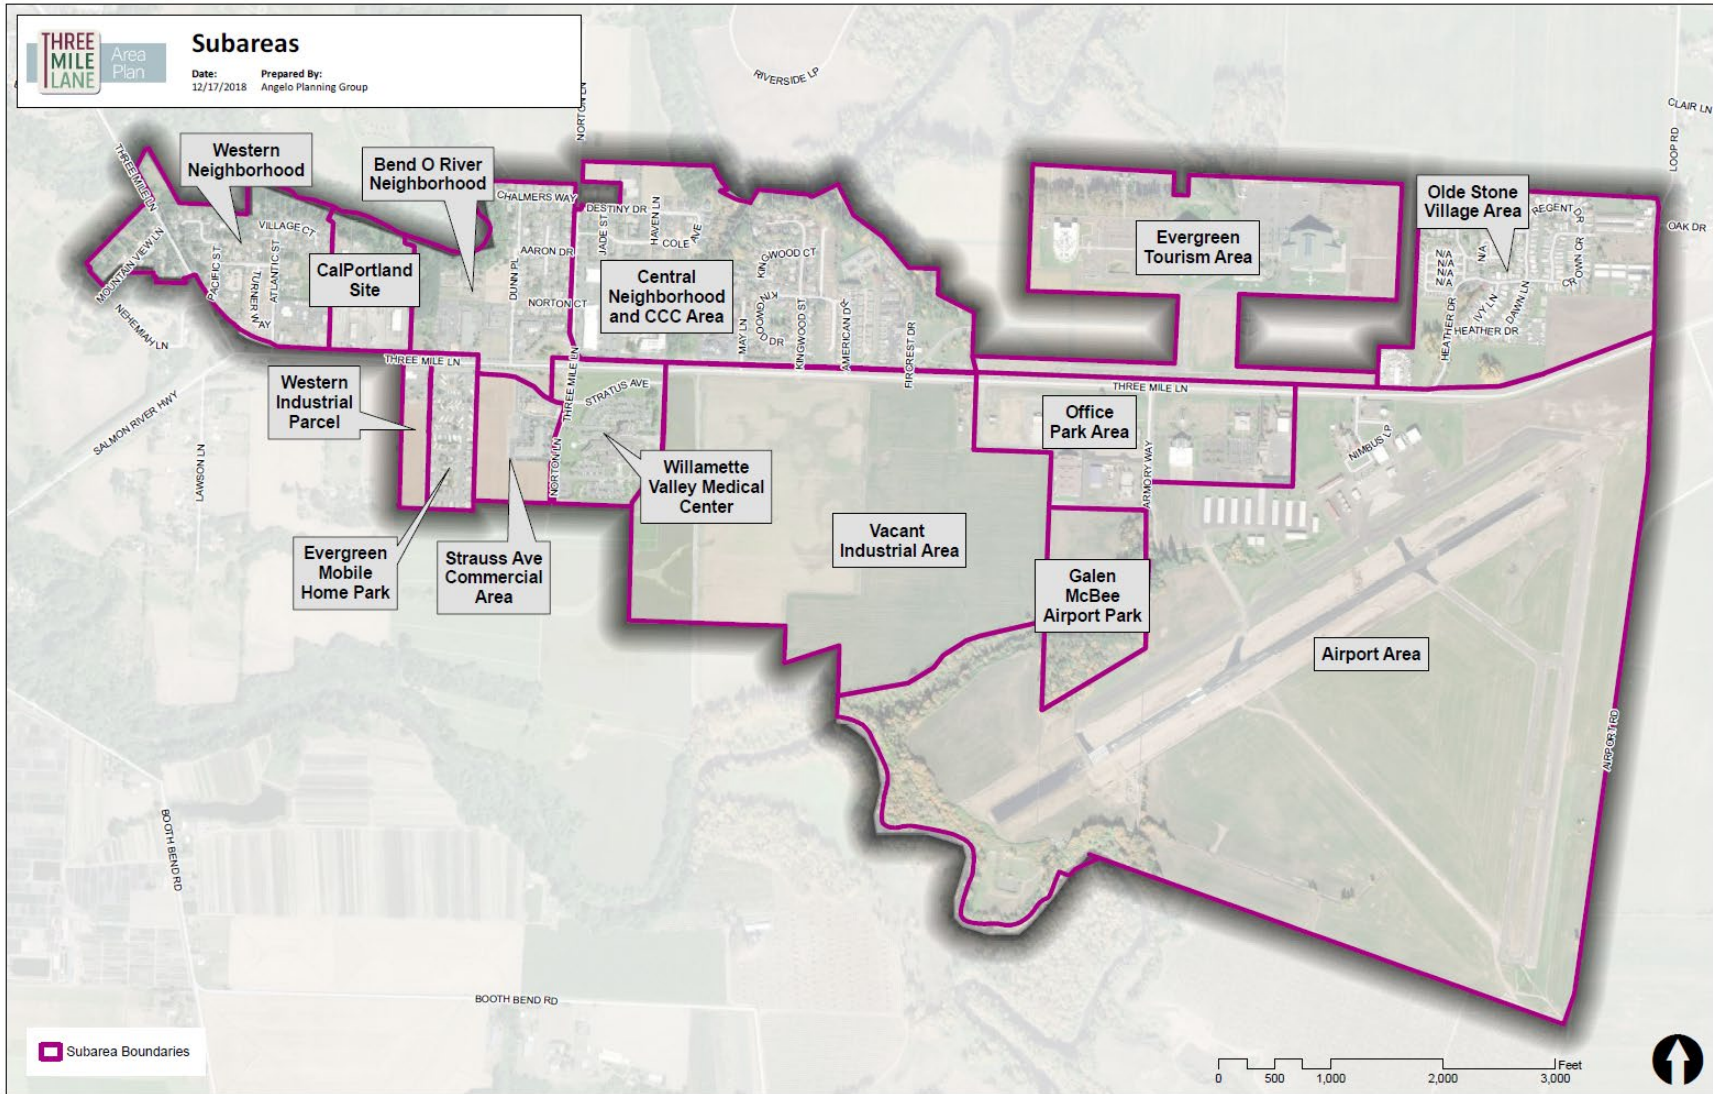 THREE
MILE
LANE
Area
Plan
Subareas
Date:
12/17/2018
Prepared By:
Angelo Planning Group
NORTON LN
RIVERSIDE LP
CLAIR LN
LOOP RD
OAK DR
THREE MILE LN
Western
Neighborhood
Bend O River
Neighborhood
CHALMERS WAY
DESTINY DR
JADE ST
HAVEN LN
COLE AVE
KINGWOOD CT
Olde Stone
Village Area
REGENT DR
CROWN CR
N/A
N/A
N/A
N/A
N/A
IVY LN
DAWN LN
HEATHER DR
HEATHER DR
Evergreen
Tourism Area
MOUNTAIN VIEW LN
NEHEMIAH LN
PACIFIC ST
VILLAGE CT
ATLANTIC ST
TURNER WAY
CalPortland
Site
AARON DR
DUNN PL
NORTON CT
Central
Neighborhood
and CCC Area
MAY LN
KINGWOOD DR
KINGWOOD ST
AMERICAN DR
FIRCREST DR
THREE MILE LN
THREE MILE LN
THREE MILE LN
SALMON RIVER HWY
LAWSON LN
Western
Industrial
Parcel
STRATUS AVE
NORTON LN
Office
Park Area
ARMORY WAY
NIMBUS LP
Willamette
Valley Medical
Center
Evergreen
Mobile
Home Park
Strauss Ave
Commercial
Area
Vacant
Industrial Area
Galen
McBee
Airport Park
Airport Area
AIRPORT RD
BOOTH BEND RD
BOOTH BEND RD
Subarea Boundaries
Feet
0 500 1,000 2,000 3,000